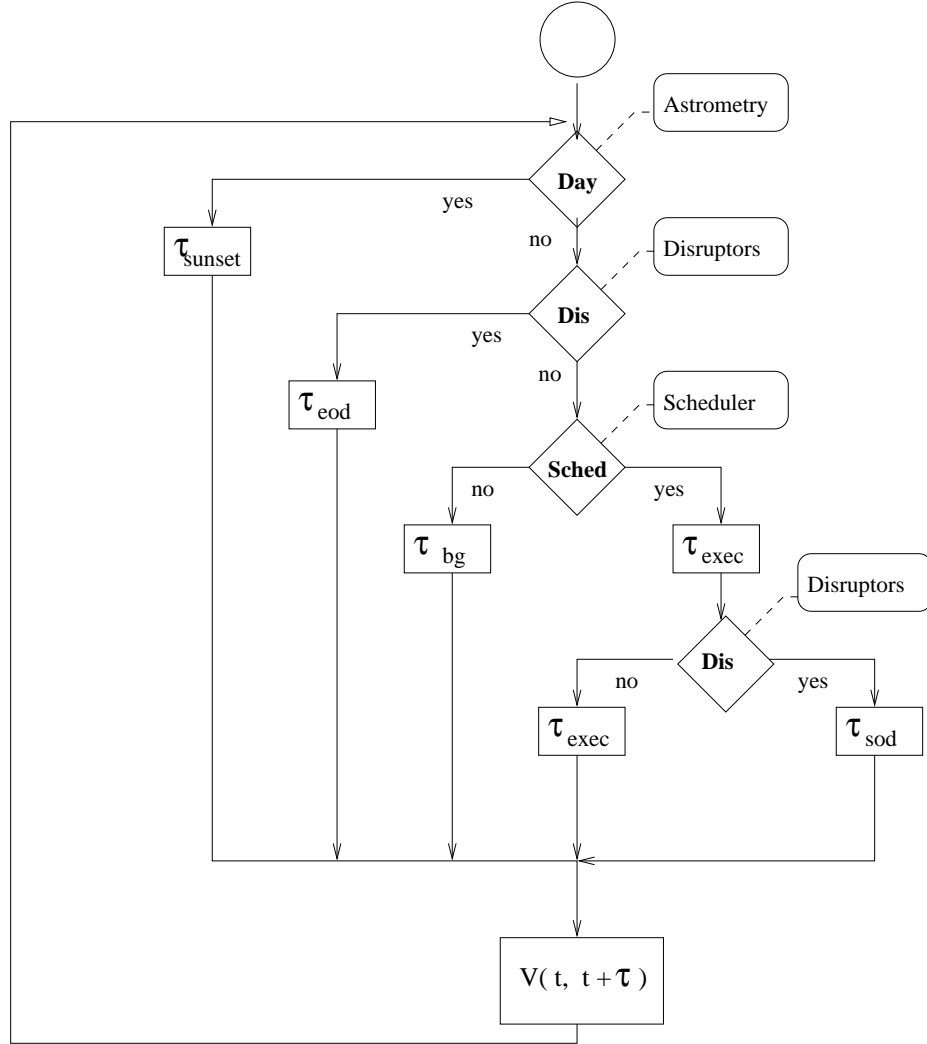 Astrometry
Day
yes
no
τsunset
Disruptors
Dis
yes
no
τeod
Scheduler
Sched
no
yes
τ bg
τexec
Disruptors
Dis
no
yes
τexec
τsod
V( t, t + τ )